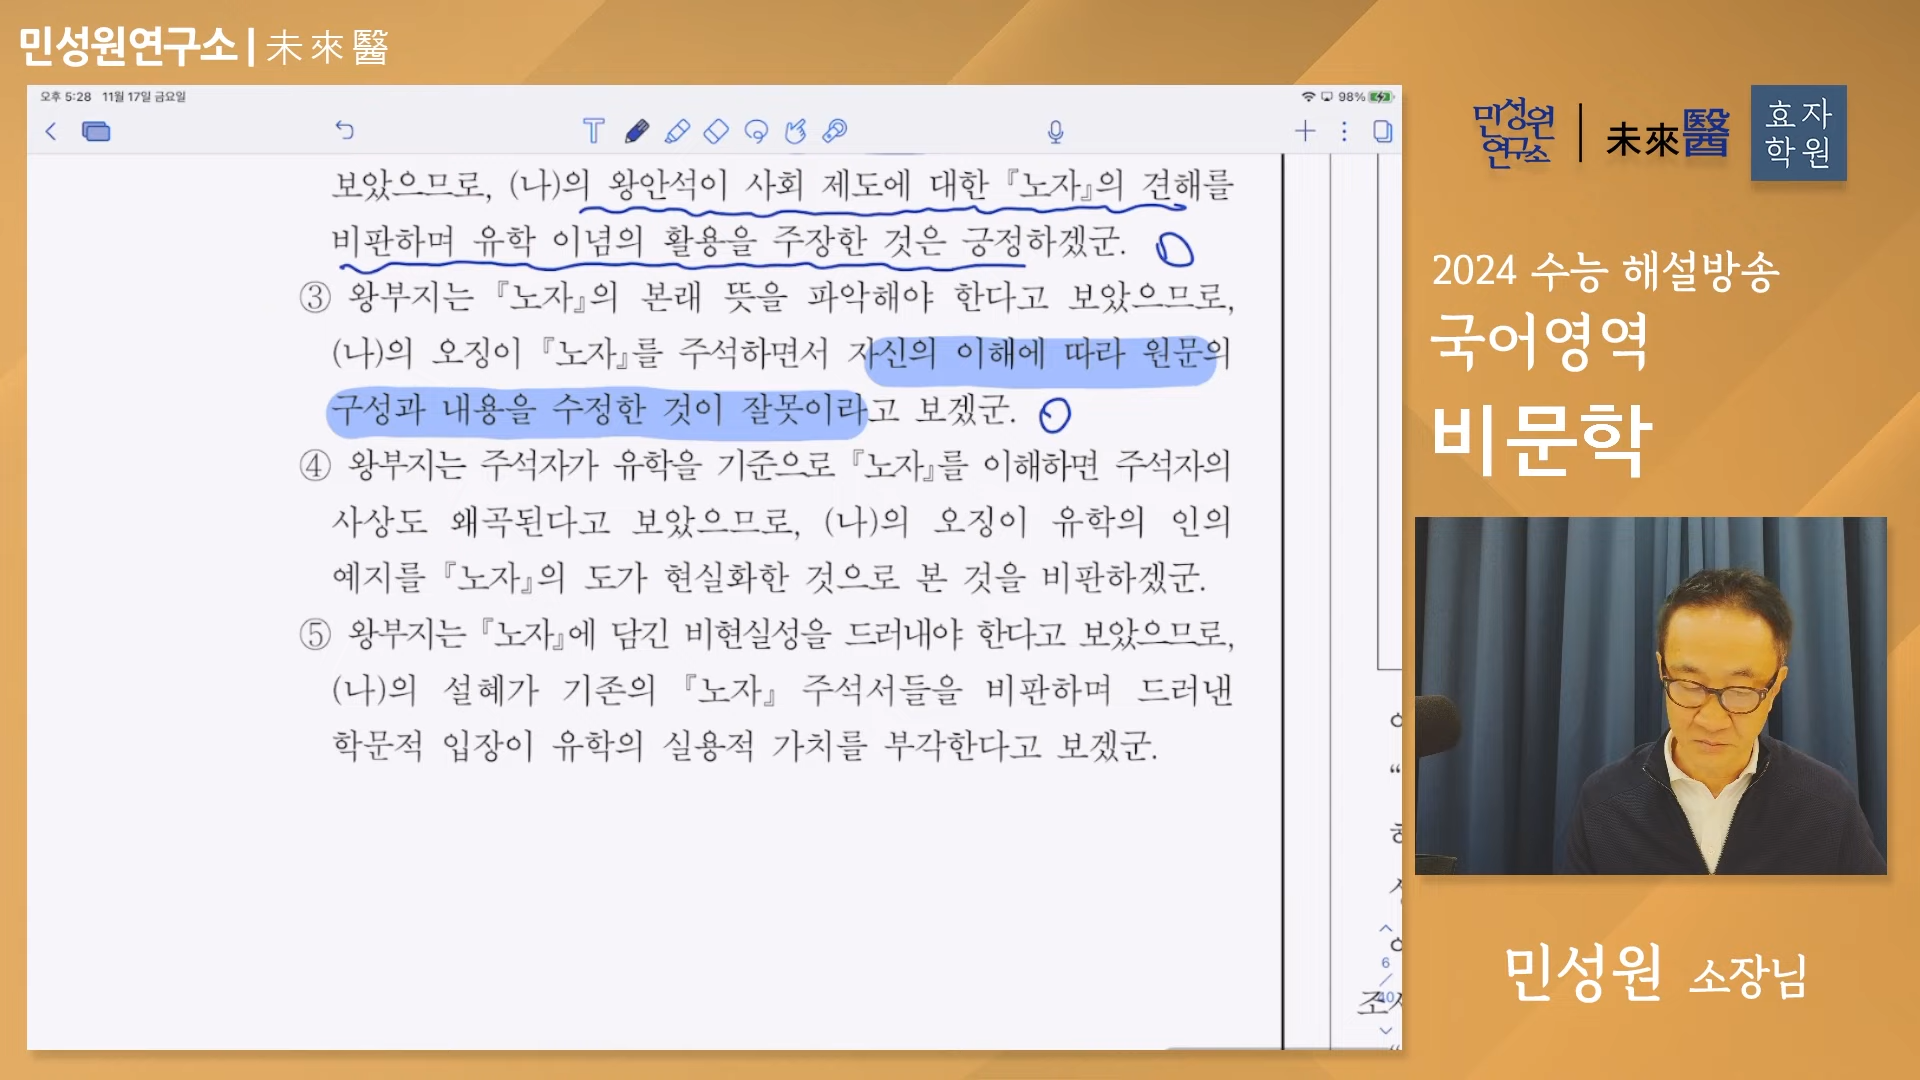 민성원연구소 | 未來醫
오후 5:28 11월 17일 금요일
98%
보았으므로, (나)의 왕안석이 사회 제도에 대한 『노자』의 견해를
비판하며 유학 이념의 활용을 주장한 것은 긍정하겠군.
③ 왕부지는 『노자』의 본래 뜻을 파악해야 한다고 보았으므로,
(나)의 오징이 『노자』를 주석하면서 자신의 이해에 따라 원문의
구성과 내용을 수정한 것이 잘못이라고 보겠군.
④ 왕부지는 주석자가 유학을 기준으로 『노자』를 이해하면 주석자의
사상도 왜곡된다고 보았으므로, (나)의 오징이 유학의 인의
예지를 『노자』의 도가 현실화한 것으로 본 것을 비판하겠군.
⑤ 왕부지는 『노자』에 담긴 비현실성을 드러내야 한다고 보았으므로,
(나)의 설혜가 기존의 『노자』 주석서들을 비판하며 드러낸
학문적 입장이 유학의 실용적 가치를 부각한다고 보겠군.
6
/
40
조
민성원
연구소
未來醫
효자
학원
2024 수능 해설방송
국어영역
비문학
민성원 소장님